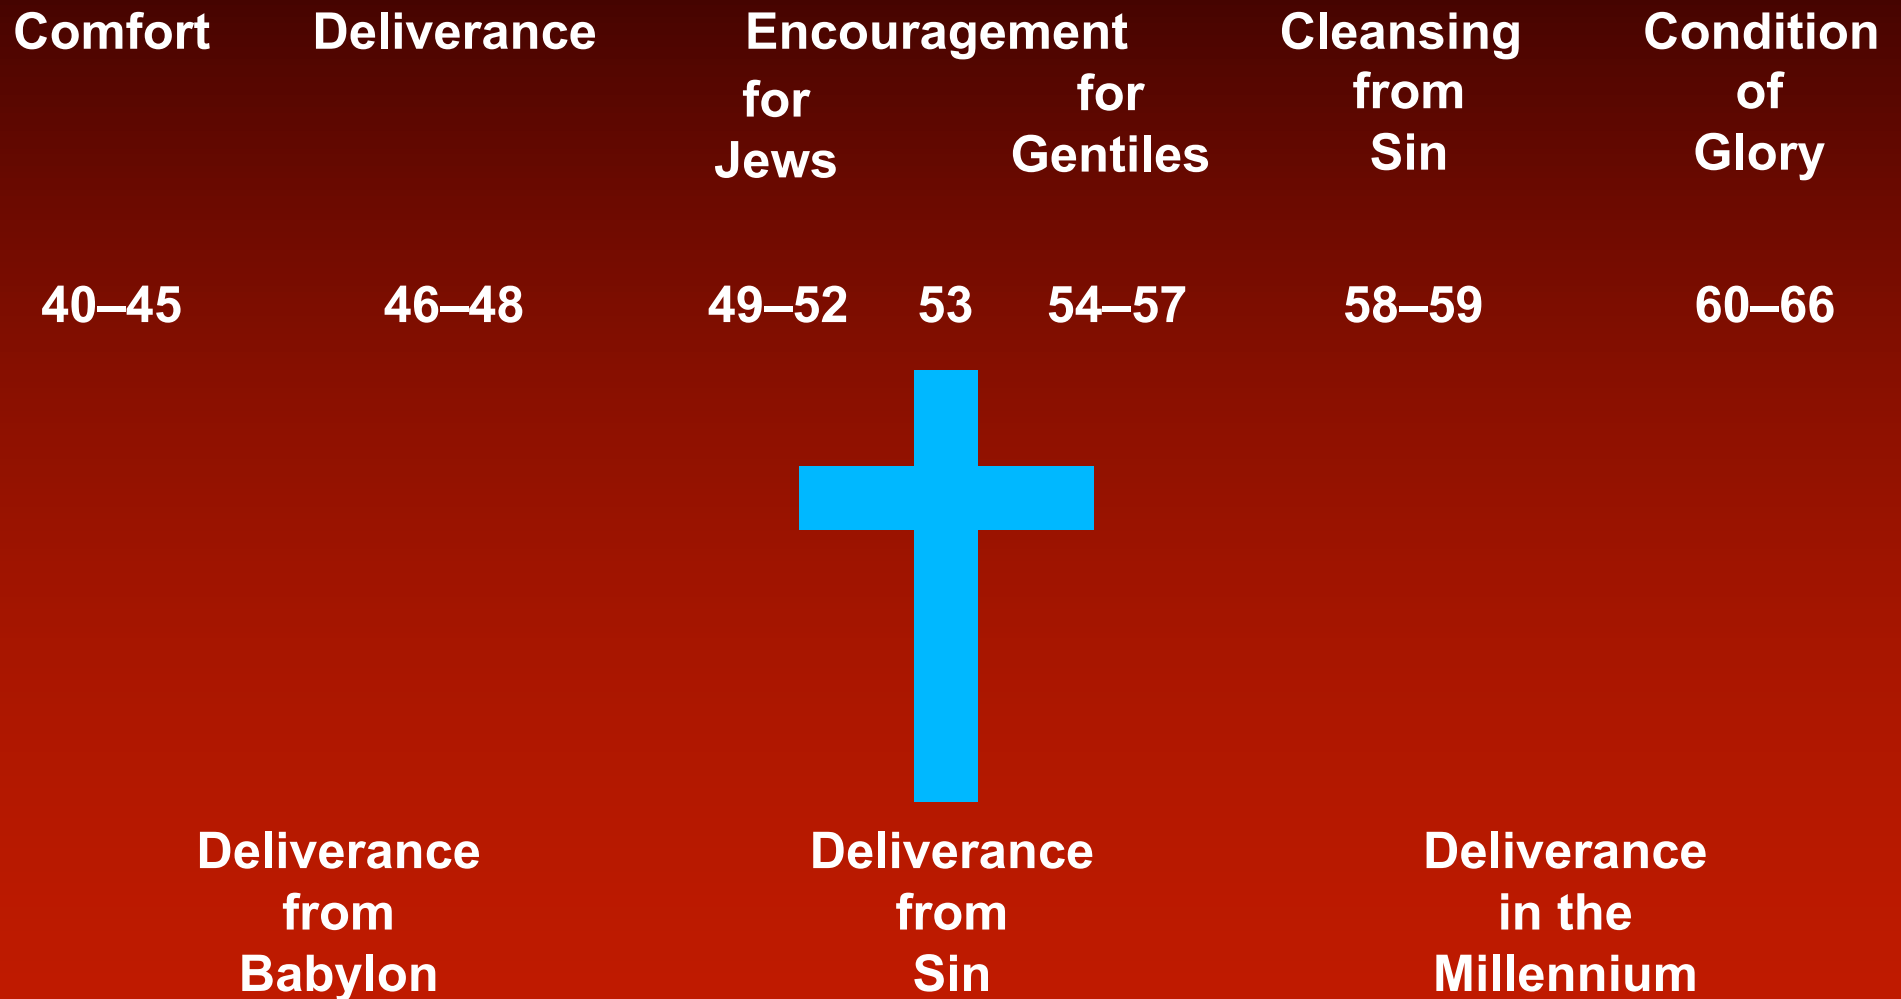 Comfort
Deliverance
Encouragement
for
Jews
for
Gentiles
Cleansing
from
Sin
Condition
of
Glory
40–45
46–48
49–52
53
54–57
58–59
60–66
Deliverance
from
Babylon
Deliverance
from
Sin
Deliverance
in the
Millennium